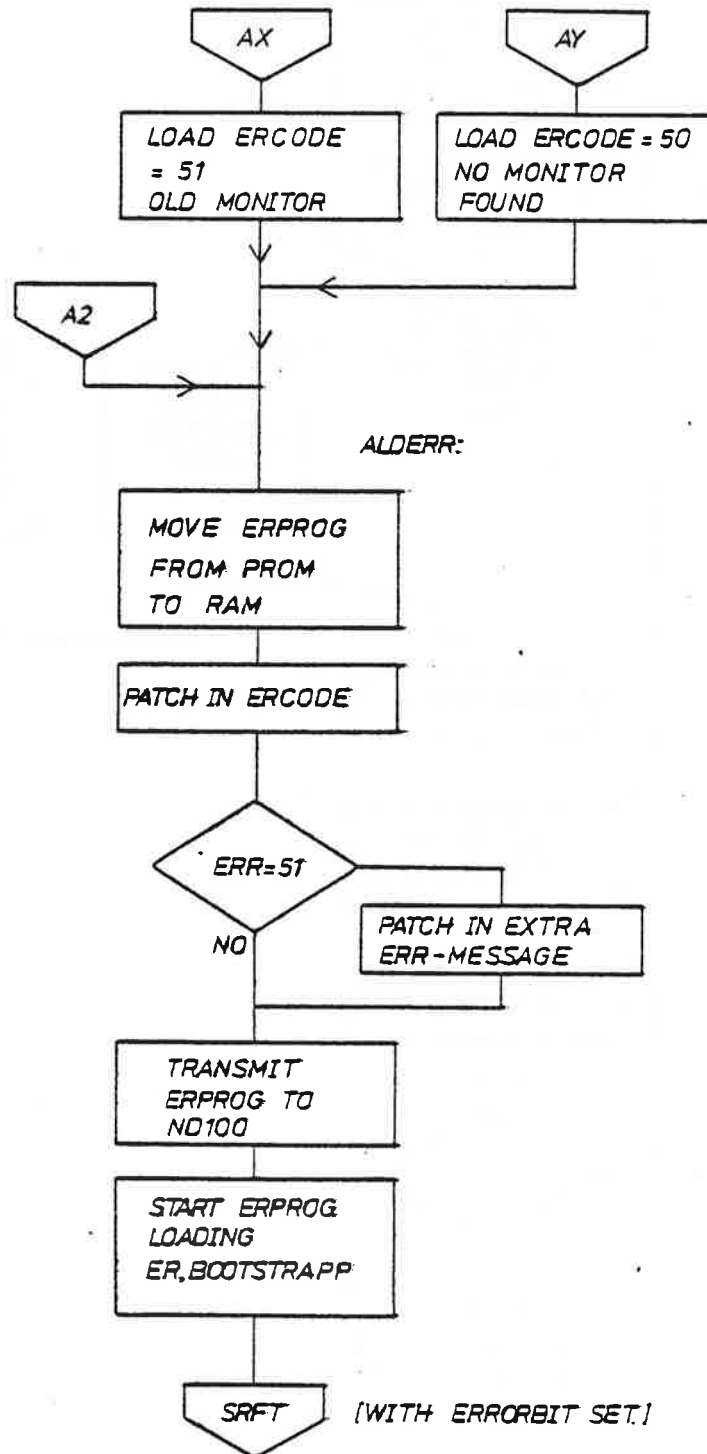 AX
AY
LOAD ERCODE
= 51
OLD MONITOR
LOAD ERCODE = 50
NO MONITOR
FOUND
A2
ALDERR:
MOVE ERPROG
FROM PROM
TO RAM
PATCH IN ERCODE
ERR=51
NO
PATCH IN EXTRA
ERR-MESSAGE
TRANSMIT
ERPROG TO
ND100
START ERPROG
LOADING
ER,BOOTSTRAPP
SRFT
[WITH ERRORBIT SET.]